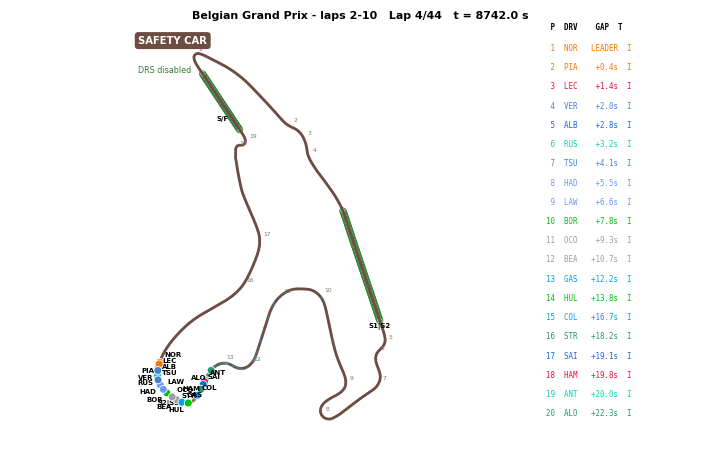 Belgian Grand Prix - laps 2-10   Lap 4/44   t = 8742.0 s
SAFETY CAR
DRS disabled
P DRV GAP T
1 NOR LEADER I
2 PIA +0.4s I
3 LEC +1.4s I
4 VER +2.0s I
5 ALB +2.8s I
6 RUS +3.2s I
7 TSU +4.1s I
8 HAD +5.5s I
9 LAW +6.6s I
10 BOR +7.8s I
11 OCO +9.3s I
12 BEA +10.7s I
13 GAS +12.2s I
14 HUL +13.8s I
15 COL +16.7s I
16 STR +18.2s I
17 SAI +19.1s I
18 HAM +19.8s I
19 ANT +20.0s I
20 ALO +22.3s I
S/F
19
2
3
4
17
16
10
S1|S2
5
13
12
9
7
8
NOR
LEC
PIA
ALB
TSU
VER
RUS
LAW
HAD
BOR
BEA
HUL
ALO
ANT
SAI
COL
HAM
GAS